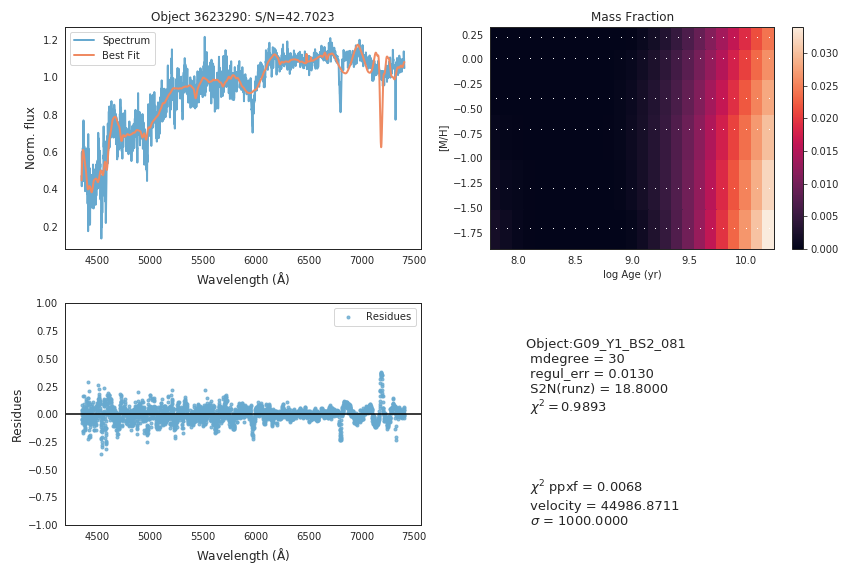 Object 3623290: S/N=42.7023
Norm. flux
1.2
1.0
0.8
0.6
0.4
0.2
Spectrum
Best Fit
4500 5000 5500 6000 6500 7000 7500
Wavelength (Å)
Mass Fraction
[M/H]
0.25
0.00
−0.25
−0.50
−0.75
−1.00
−1.25
−1.50
−1.75
8.0 8.5 9.0 9.5 10.0
log Age (yr)
0.030
0.025
0.020
0.015
0.010
0.005
0.000
Residues
1.00
0.75
0.50
0.25
0.00
−0.25
−0.50
−0.75
−1.00
Residues
4500 5000 5500 6000 6500 7000 7500
Wavelength (Å)
Object:G09_Y1_BS2_081
mdegree = 30
regul_err = 0.0130
S2N(runz) = 18.8000
χ² = 0.9893
χ² ppxf = 0.0068
velocity = 44986.8711
σ = 1000.0000